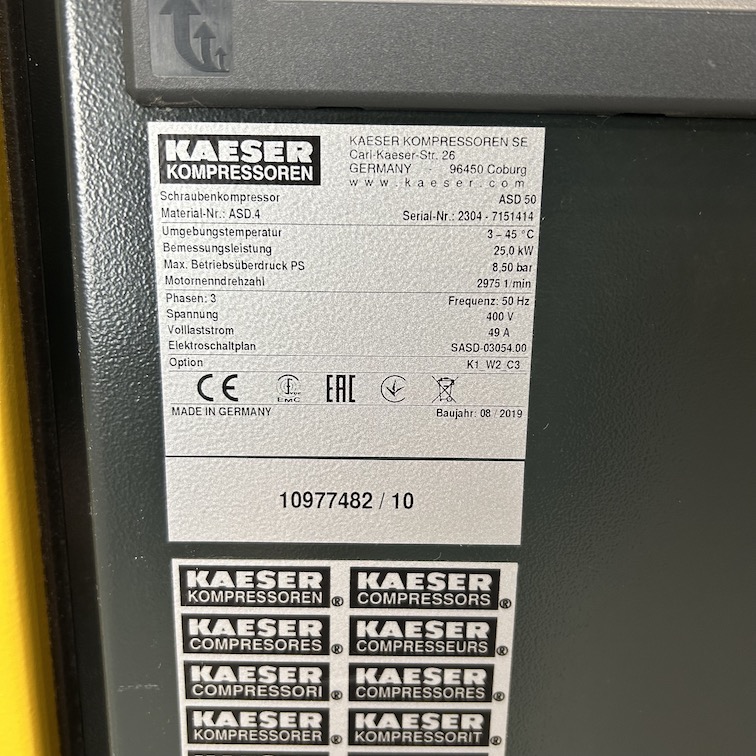 KAESER
KOMPRESSOREN
KAESER KOMPRESSOREN SE
Carl-Kaeser-Str. 26
GERMANY - 96450 Coburg
www.kaeser.com
Schraubenkompressor ASD 50
Material-Nr.: ASD.4 Serial-Nr.: 2304 - 7151414
Umgebungstemperatur 3 – 45 °C
Bemessungsleistung 25,0 kW
Max. Betriebsüberdruck PS 8,50 bar
Motornenndrehzahl 2975 1/min
Phasen: 3 Frequenz: 50 Hz
Spannung 400 V
Volllaststrom 49 A
Elektroschaltplan SASD-03054.00
Option K1 W2 C3
CE EMC EAC
MADE IN GERMANY Baujahr: 08 / 2019
10977482 / 10
KAESER KOMPRESSOREN ®
KAESER COMPRESSORS ®
KAESER COMPRESORES ®
KAESER COMPRESSEURS ®
KAESER COMPRESSORI ®
KAESER COMPRESSORES ®
KAESER KOMPRESSORER ®
KAESER KOMPRESSORIT ®